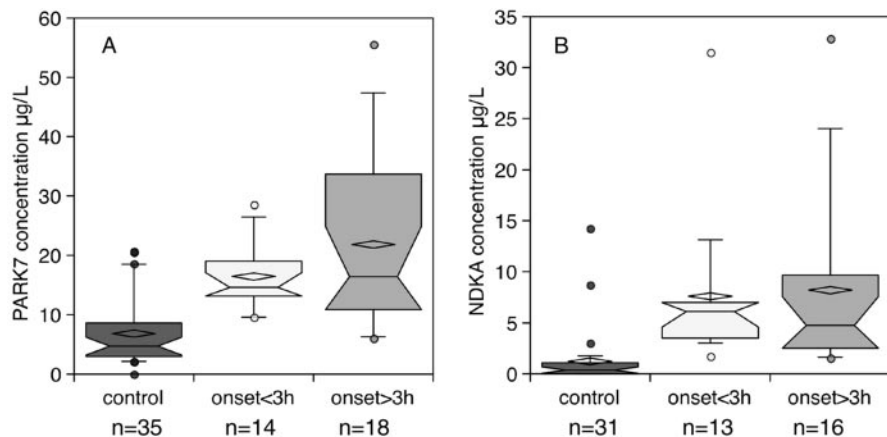 A
PARK7 concentration µg/L
60
50
40
30
20
10
0
control onset<3h onset>3h
n=35 n=14 n=18
B
NDKA concentration µg/L
35
30
25
20
15
10
5
0
control onset<3h onset>3h
n=31 n=13 n=16